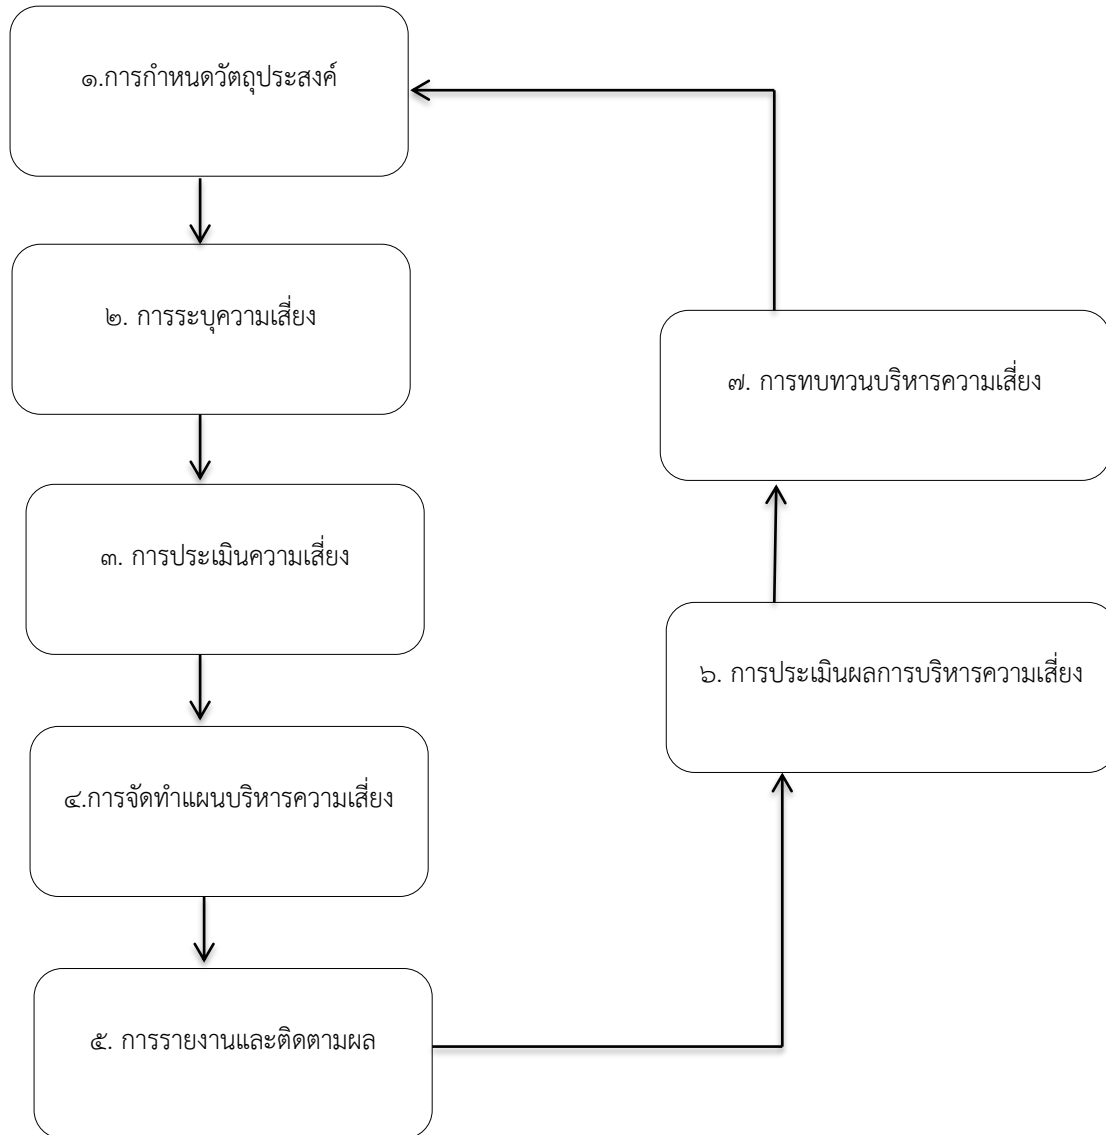 ๑.การกำหนดวัตถุประสงค์
๒. การระบุความเสี่ยง
๓. การประเมินความเสี่ยง
๔.การจัดทำแผนบริหารความเสี่ยง
๕. การรายงานและติดตามผล
๖. การประเมินผลการบริหารความเสี่ยง
๗. การทบทวนบริหารความเสี่ยง